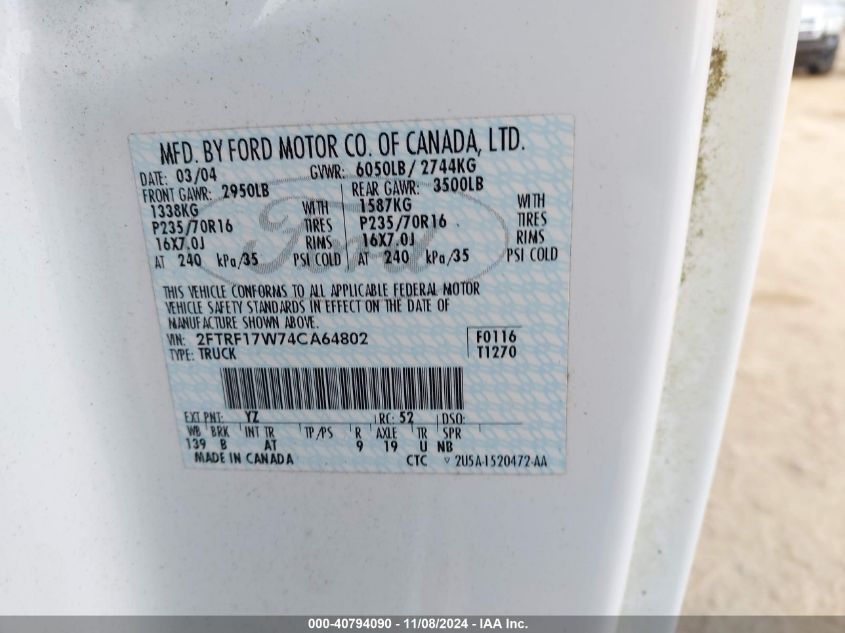 MFD. BY FORD MOTOR CO. OF CANADA, LTD.
DATE: 03/04 GVWR: 6050LB/ 2744KG
FRONT GAWR: 2950LB REAR GAWR: 3500LB
1338KG WITH 1587KG WITH
P235/70R16 TIRES P235/70R16 TIRES
16X7.0J RIMS 16X7.0J RIMS
AT 240 kPa/35 PSI COLD AT 240 kPa/35 PSI COLD
Ford
THIS VEHICLE CONFORMS TO ALL APPLICABLE FEDERAL MOTOR
VEHICLE SAFETY STANDARDS IN EFFECT ON THE DATE OF
MANUFACTURE SHOWN ABOVE.
VIN: 2FTRF17W74CA64802 F0116
TYPE: TRUCK T1270
EXT PNT: YZ RC: 52 DSO:
WB BRK INT TR TP/PS R AXLE TR SPR
139 B AT 9 19 U NB
MADE IN CANADA CTC 2U5A-1520472-AA
000-40794090 - 11/08/2024 - IAA Inc.